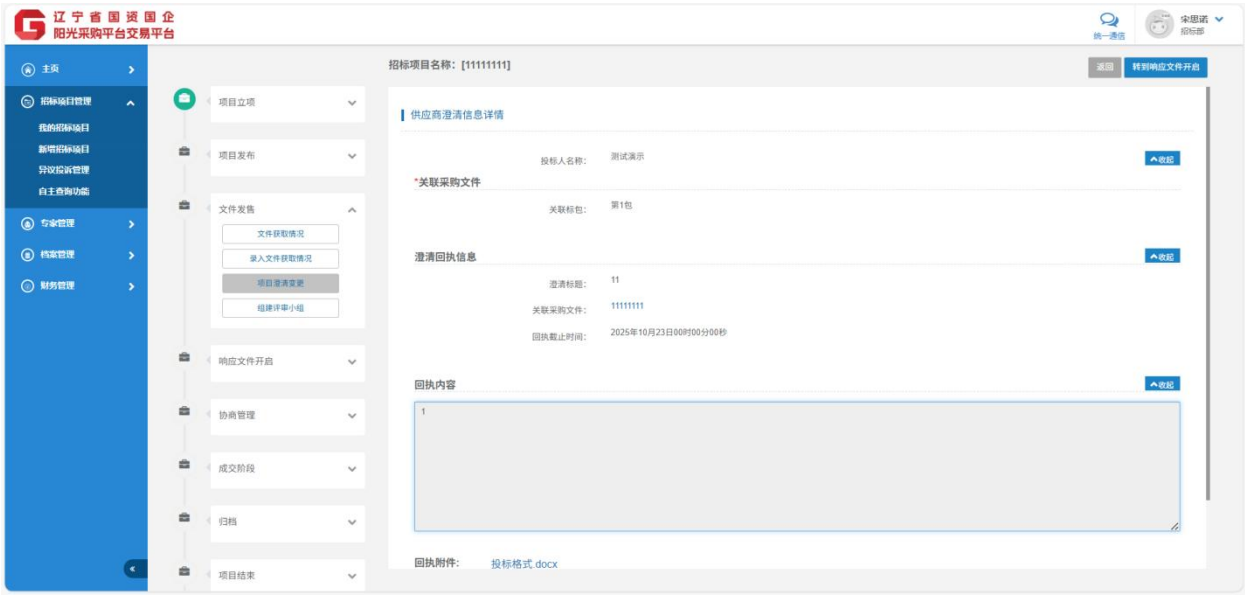 辽宁省国资国企
阳光采购平台交易平台
统一通信
宋思诺
招标部
主页
招标项目管理
我的招标项目
新增招标项目
异议投诉管理
自主查询功能
专家管理
档案管理
财务管理
项目立项
项目发布
文件发售
文件获取情况
录入文件获取情况
项目澄清变更
组建评审小组
响应文件开启
协商管理
成交阶段
归档
项目结束
招标项目名称：[11111111]
返回
转到响应文件开启
供应商澄清信息详情
投标人名称： 测试演示
收起
*关联采购文件
关联标包： 第1包
澄清回执信息
收起
澄清标题： 11
关联采购文件： 11111111
回执截止时间： 2025年10月23日00时00分00秒
回执内容
收起
1
回执附件： 投标格式.docx